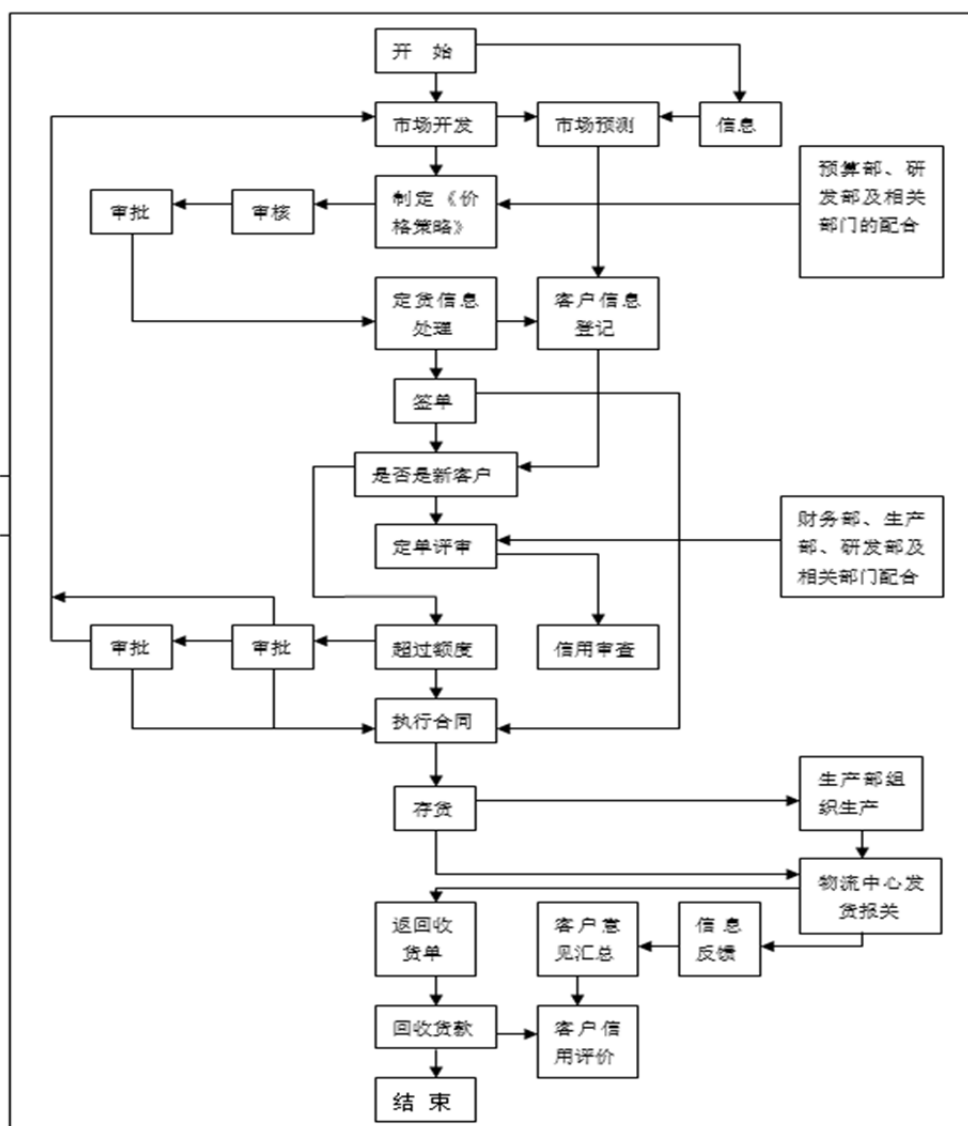 开 始
市场开发
市场预测
信息
预算部、研
发部及相关
部门的配合
审批
审核
制定《价
格策略》
定货信息
处理
客户信息
登记
签单
是否是新客户
定单评审
财务部、生产
部、研发部及
相关部门配合
审批
审批
超过额度
信用审查
执行合同
存货
生产部组
织生产
物流中心发
货报关
返回收
货单
客户意
见汇总
信息
反馈
回收货款
客户信
用评价
结 束